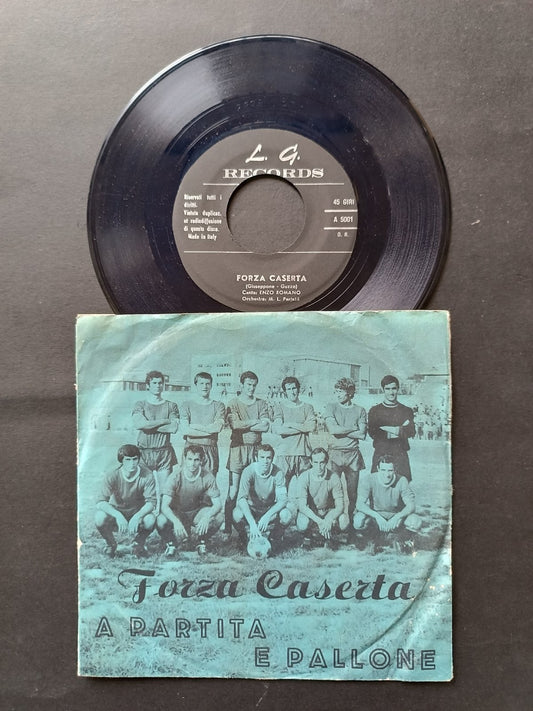 L. G.
RECORDS
Riservati tutti i
diritti.
Vietata duplicaz.
et radiodiffusione
di questo disco.
Made in Italy
45 GIRI
A 5001
FORZA CASERTA
(Giuseppone - Guzzo)
Canta: ENZO ROMANO
Orchestra: M. L.
Forza Caserta
A PARTITA
E PALLONE